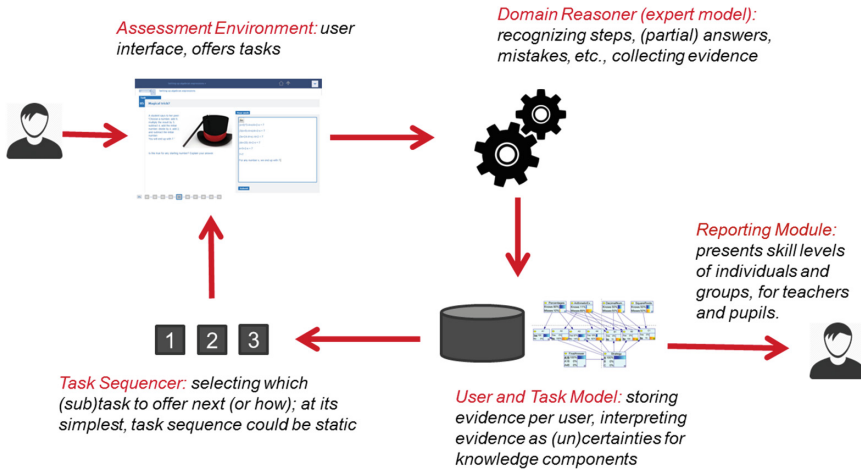 Assessment Environment: user
interface, offers tasks
Domain Reasoner (expert model):
recognizing steps, (partial) answers,
mistakes, etc., collecting evidence
Reporting Module:
presents skill levels
of individuals and
groups, for teachers
and pupils.
1 2 3
Task Sequencer: selecting which
(sub)task to offer next (or how); at its
simplest, task sequence could be static
User and Task Model: storing
evidence per user, interpreting
evidence as (un)certainties for
knowledge components